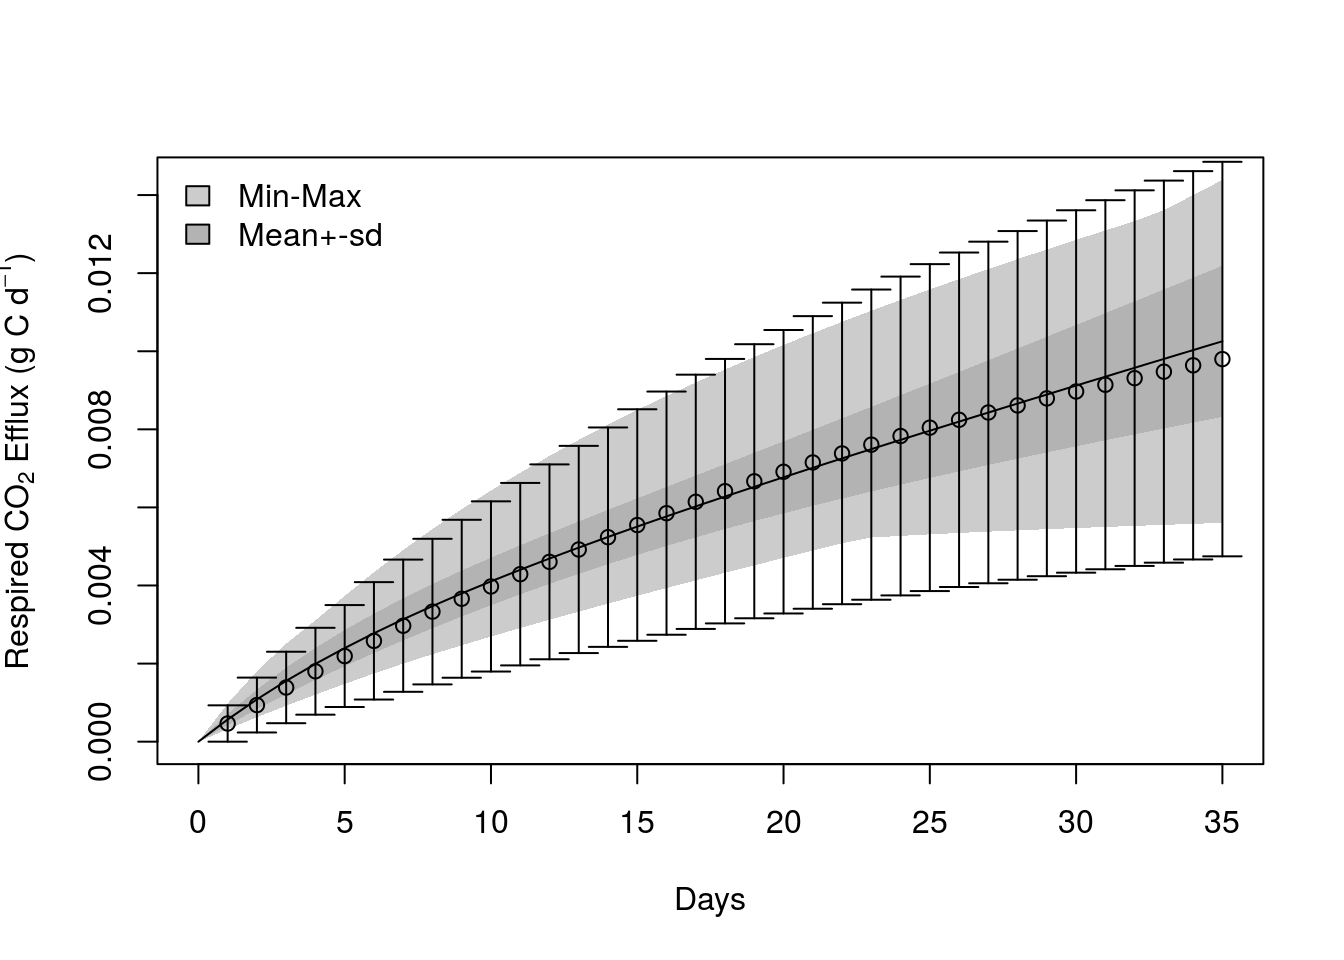 Min-Max
Mean+-sd
Respired CO₂ Efflux (g C d⁻¹)
0.012
0.008
0.004
0.000
0 5 10 15 20 25 30 35
Days